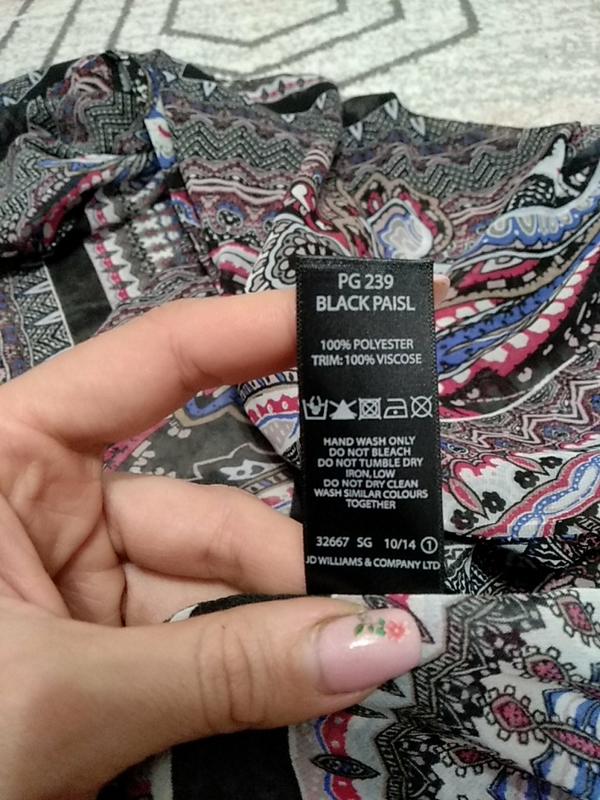 PG 239
BLACK PAISL
100% POLYESTER
TRIM: 100% VISCOSE
HAND WASH ONLY
DO NOT BLEACH
DO NOT TUMBLE DRY
IRON, LOW
DO NOT DRY CLEAN
WASH SIMILAR COLOURS
TOGETHER
32667 SG 10/14 1
JD WILLIAMS & COMPANY LTD